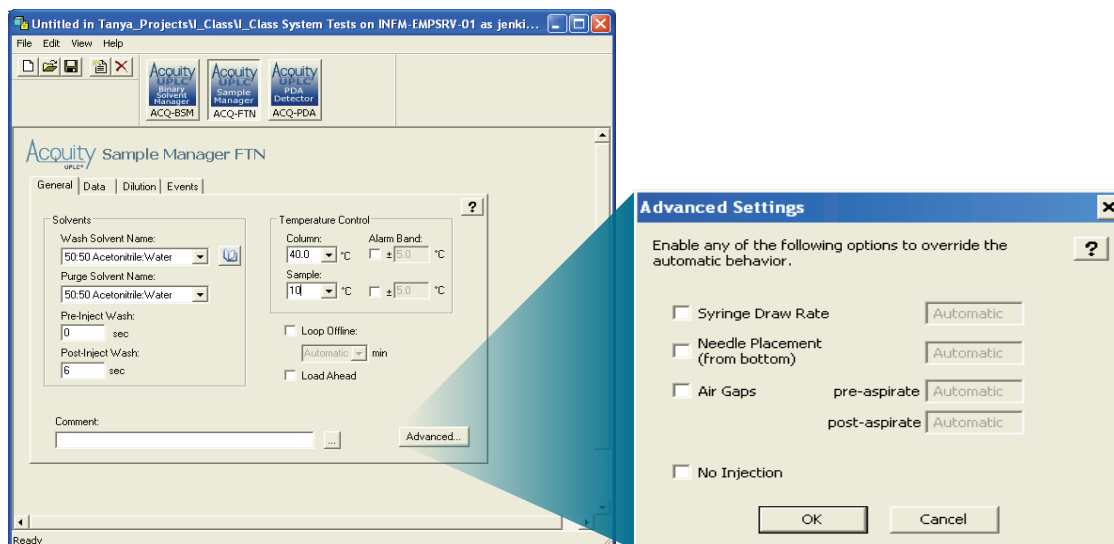 Untitled in Tanya_Projects\I_Class\I_Class System Tests on INFM-EMPSRV-01 as jenki...
File Edit View Help
Acquity UPLC Binary Solvent Manager
ACQ-BSM
Acquity UPLC Sample Manager
ACQ-FTN
Acquity UPLC PDA Detector
ACQ-PDA
Acquity UPLC® Sample Manager FTN
General Data Dilution Events
?
Solvents
Wash Solvent Name:
50:50 Acetonitrile:Water
Purge Solvent Name:
50:50 Acetonitrile:Water
Pre-Inject Wash:
0 sec
Post-Inject Wash:
6 sec
Temperature Control
Column: Alarm Band:
40.0 °C ± 5.0 °C
Sample:
10 °C ± 5.0 °C
Loop Offline:
Automatic min
Load Ahead
Comment:
...
Advanced...
Ready
Advanced Settings
Enable any of the following options to override the
automatic behavior.
?
Syringe Draw Rate Automatic
Needle Placement
(from bottom) Automatic
Air Gaps pre-aspirate Automatic
post-aspirate Automatic
No Injection
OK Cancel